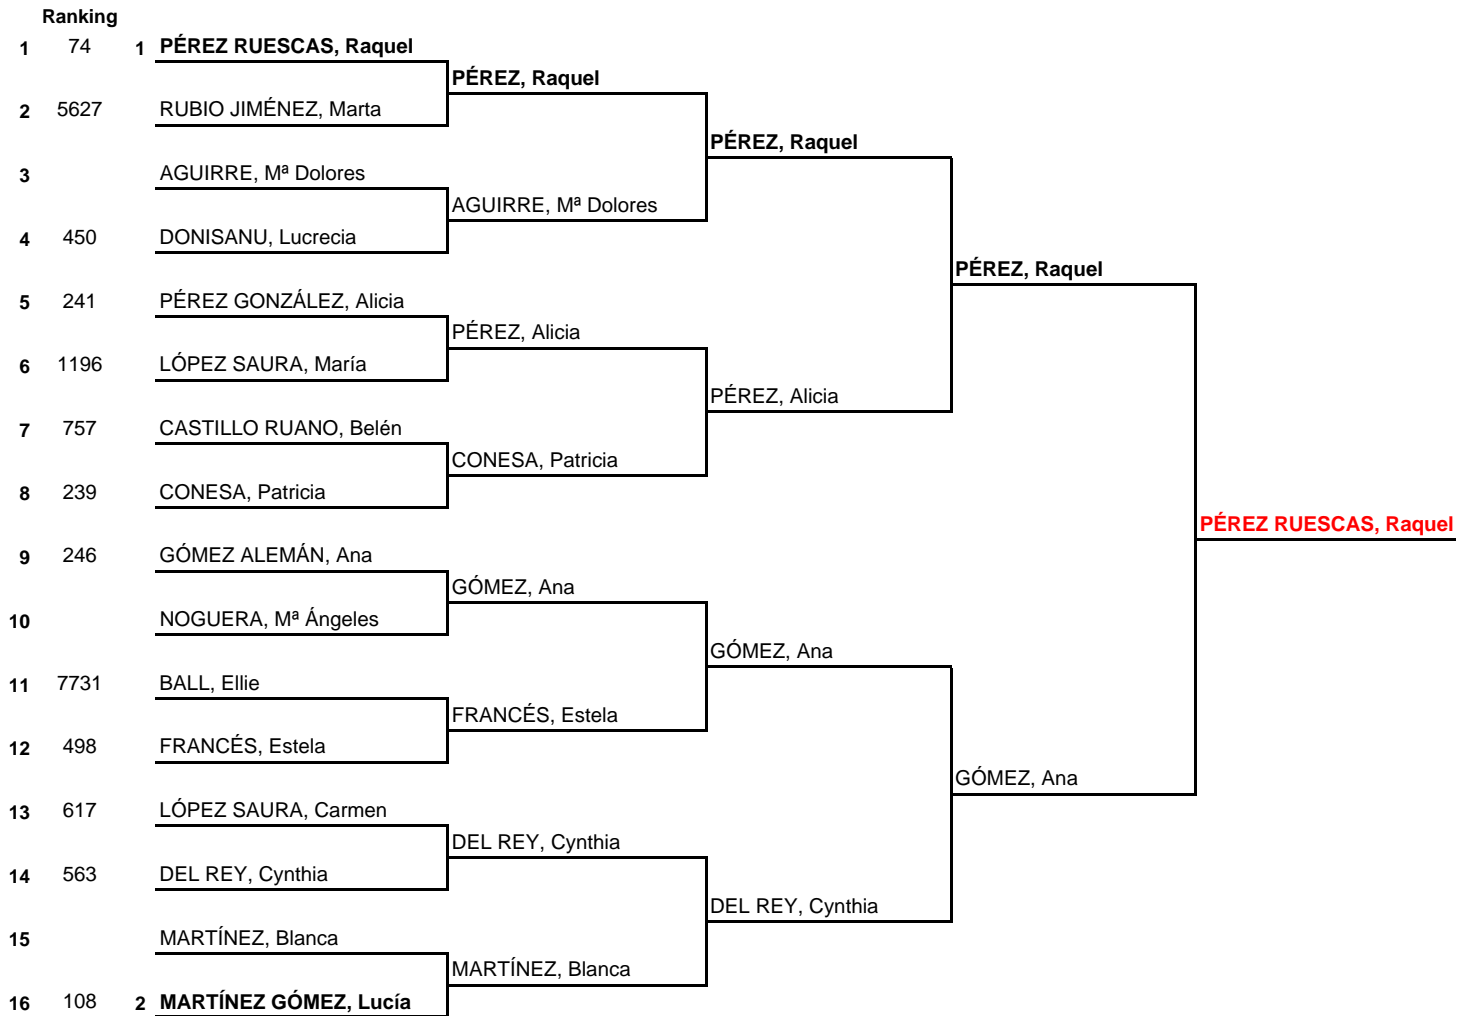 Ranking
1 74 1 PÉREZ RUESCAS, Raquel
PÉREZ, Raquel
2 5627 RUBIO JIMÉNEZ, Marta
PÉREZ, Raquel
3 AGUIRRE, Mª Dolores
AGUIRRE, Mª Dolores
4 450 DONISANU, Lucrecia
PÉREZ, Raquel
5 241 PÉREZ GONZÁLEZ, Alicia
PÉREZ, Alicia
6 1196 LÓPEZ SAURA, María
PÉREZ, Alicia
7 757 CASTILLO RUANO, Belén
CONESA, Patricia
8 239 CONESA, Patricia
PÉREZ RUESCAS, Raquel
9 246 GÓMEZ ALEMÁN, Ana
GÓMEZ, Ana
10 NOGUERA, Mª Ángeles
GÓMEZ, Ana
11 7731 BALL, Ellie
FRANCÉS, Estela
12 498 FRANCÉS, Estela
GÓMEZ, Ana
13 617 LÓPEZ SAURA, Carmen
DEL REY, Cynthia
14 563 DEL REY, Cynthia
DEL REY, Cynthia
15 MARTÍNEZ, Blanca
MARTÍNEZ, Blanca
16 108 2 MARTÍNEZ GÓMEZ, Lucía